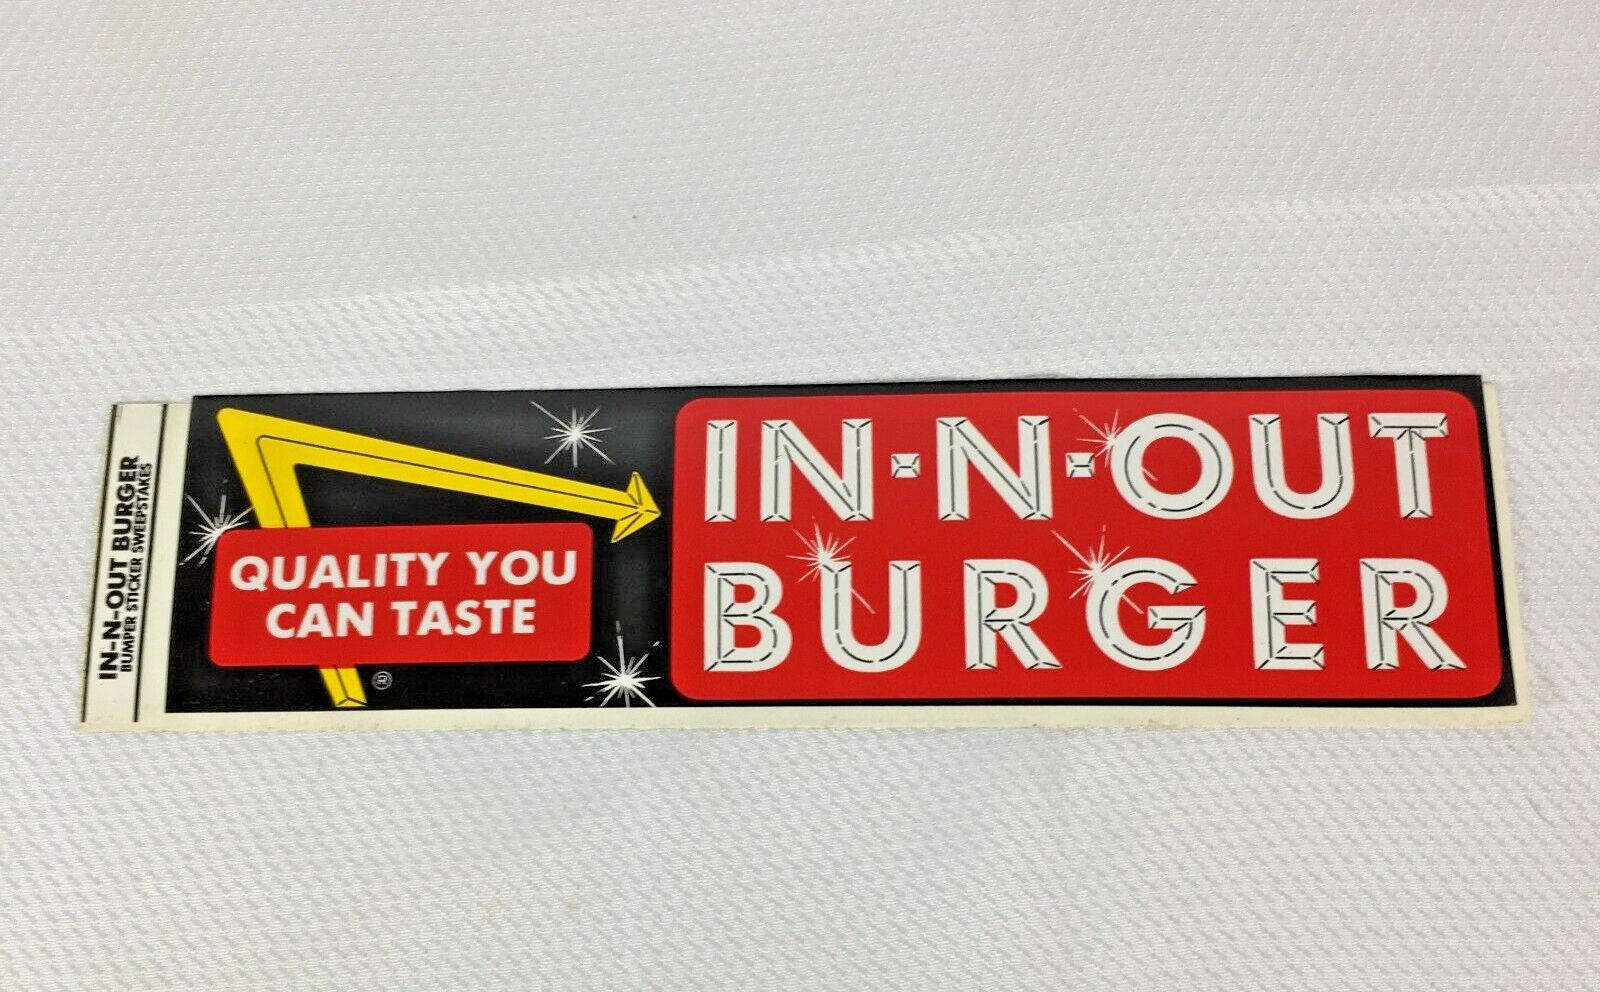 IN-N-OUT BURGER
BUMPER STICKER SWEEPSTAKES
QUALITY YOU
CAN TASTE
®
IN-N-OUT
BURGER